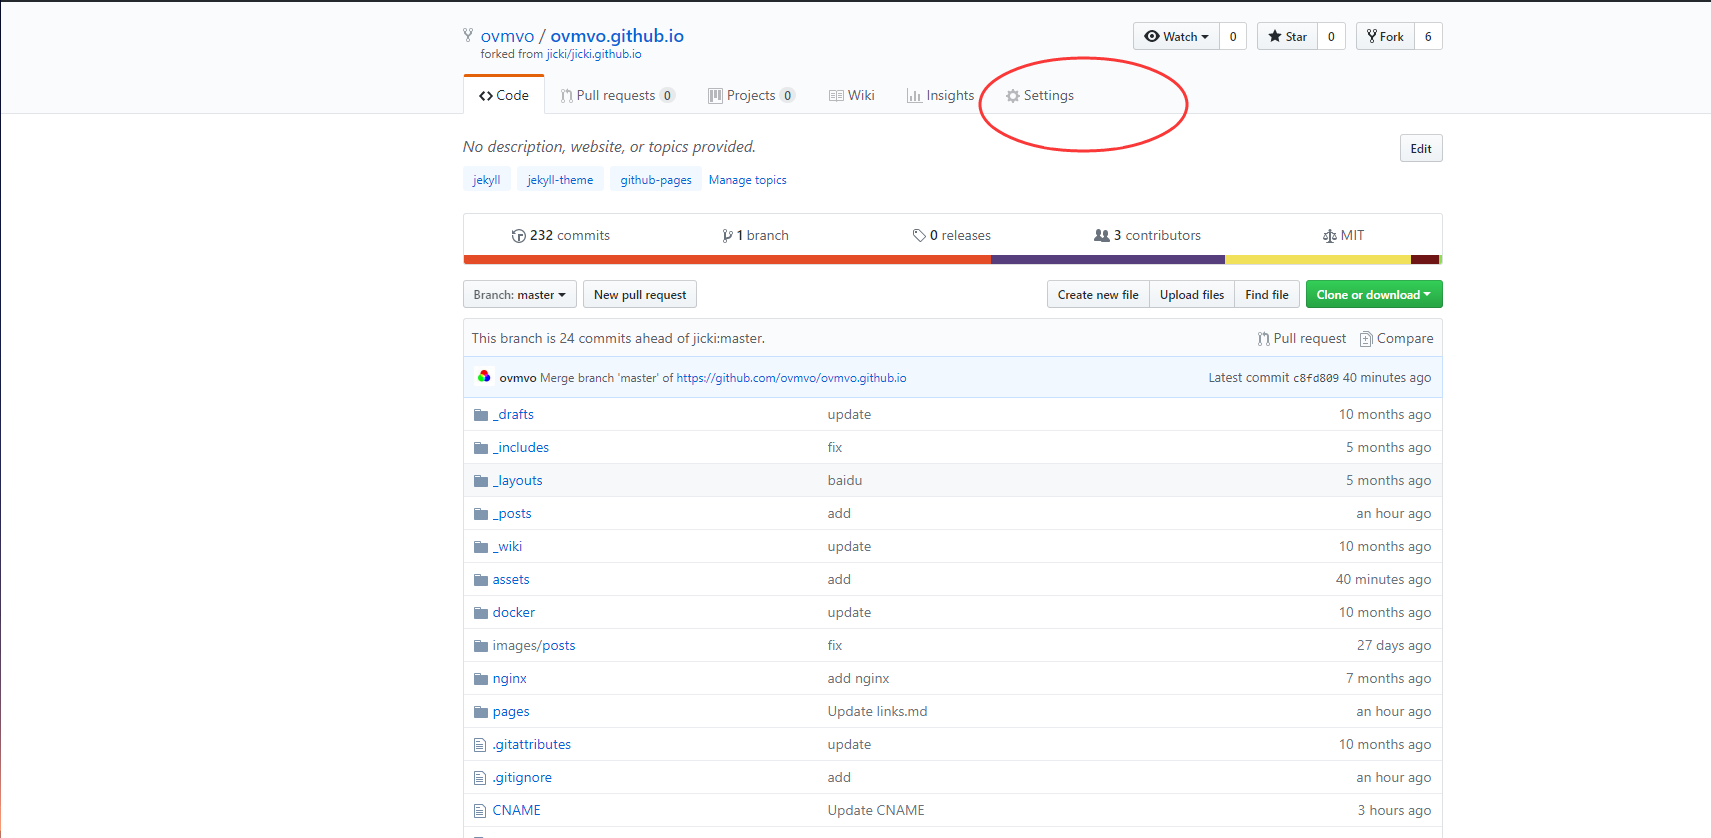 ovmvo / ovmvo.github.io
Watch 0 Star 0 Fork 6
forked from jicki/jicki.github.io
Code Pull requests 0 Projects 0 Wiki Insights Settings
No description, website, or topics provided.
Edit
jekyll jekyll-theme github-pages Manage topics
232 commits 1 branch 0 releases 3 contributors MIT
Branch: master New pull request Create new file Upload files Find file Clone or download
This branch is 24 commits ahead of jicki:master. Pull request Compare
ovmvo Merge branch 'master' of https://github.com/ovmvo/ovmvo.github.io Latest commit c8fd809 40 minutes ago
_drafts update 10 months ago
_includes fix 5 months ago
_layouts baidu 5 months ago
_posts add an hour ago
_wiki update 10 months ago
assets add 40 minutes ago
docker update 10 months ago
images/posts fix 27 days ago
nginx add nginx 7 months ago
pages Update links.md an hour ago
.gitattributes update 10 months ago
.gitignore add an hour ago
CNAME Update CNAME 3 hours ago